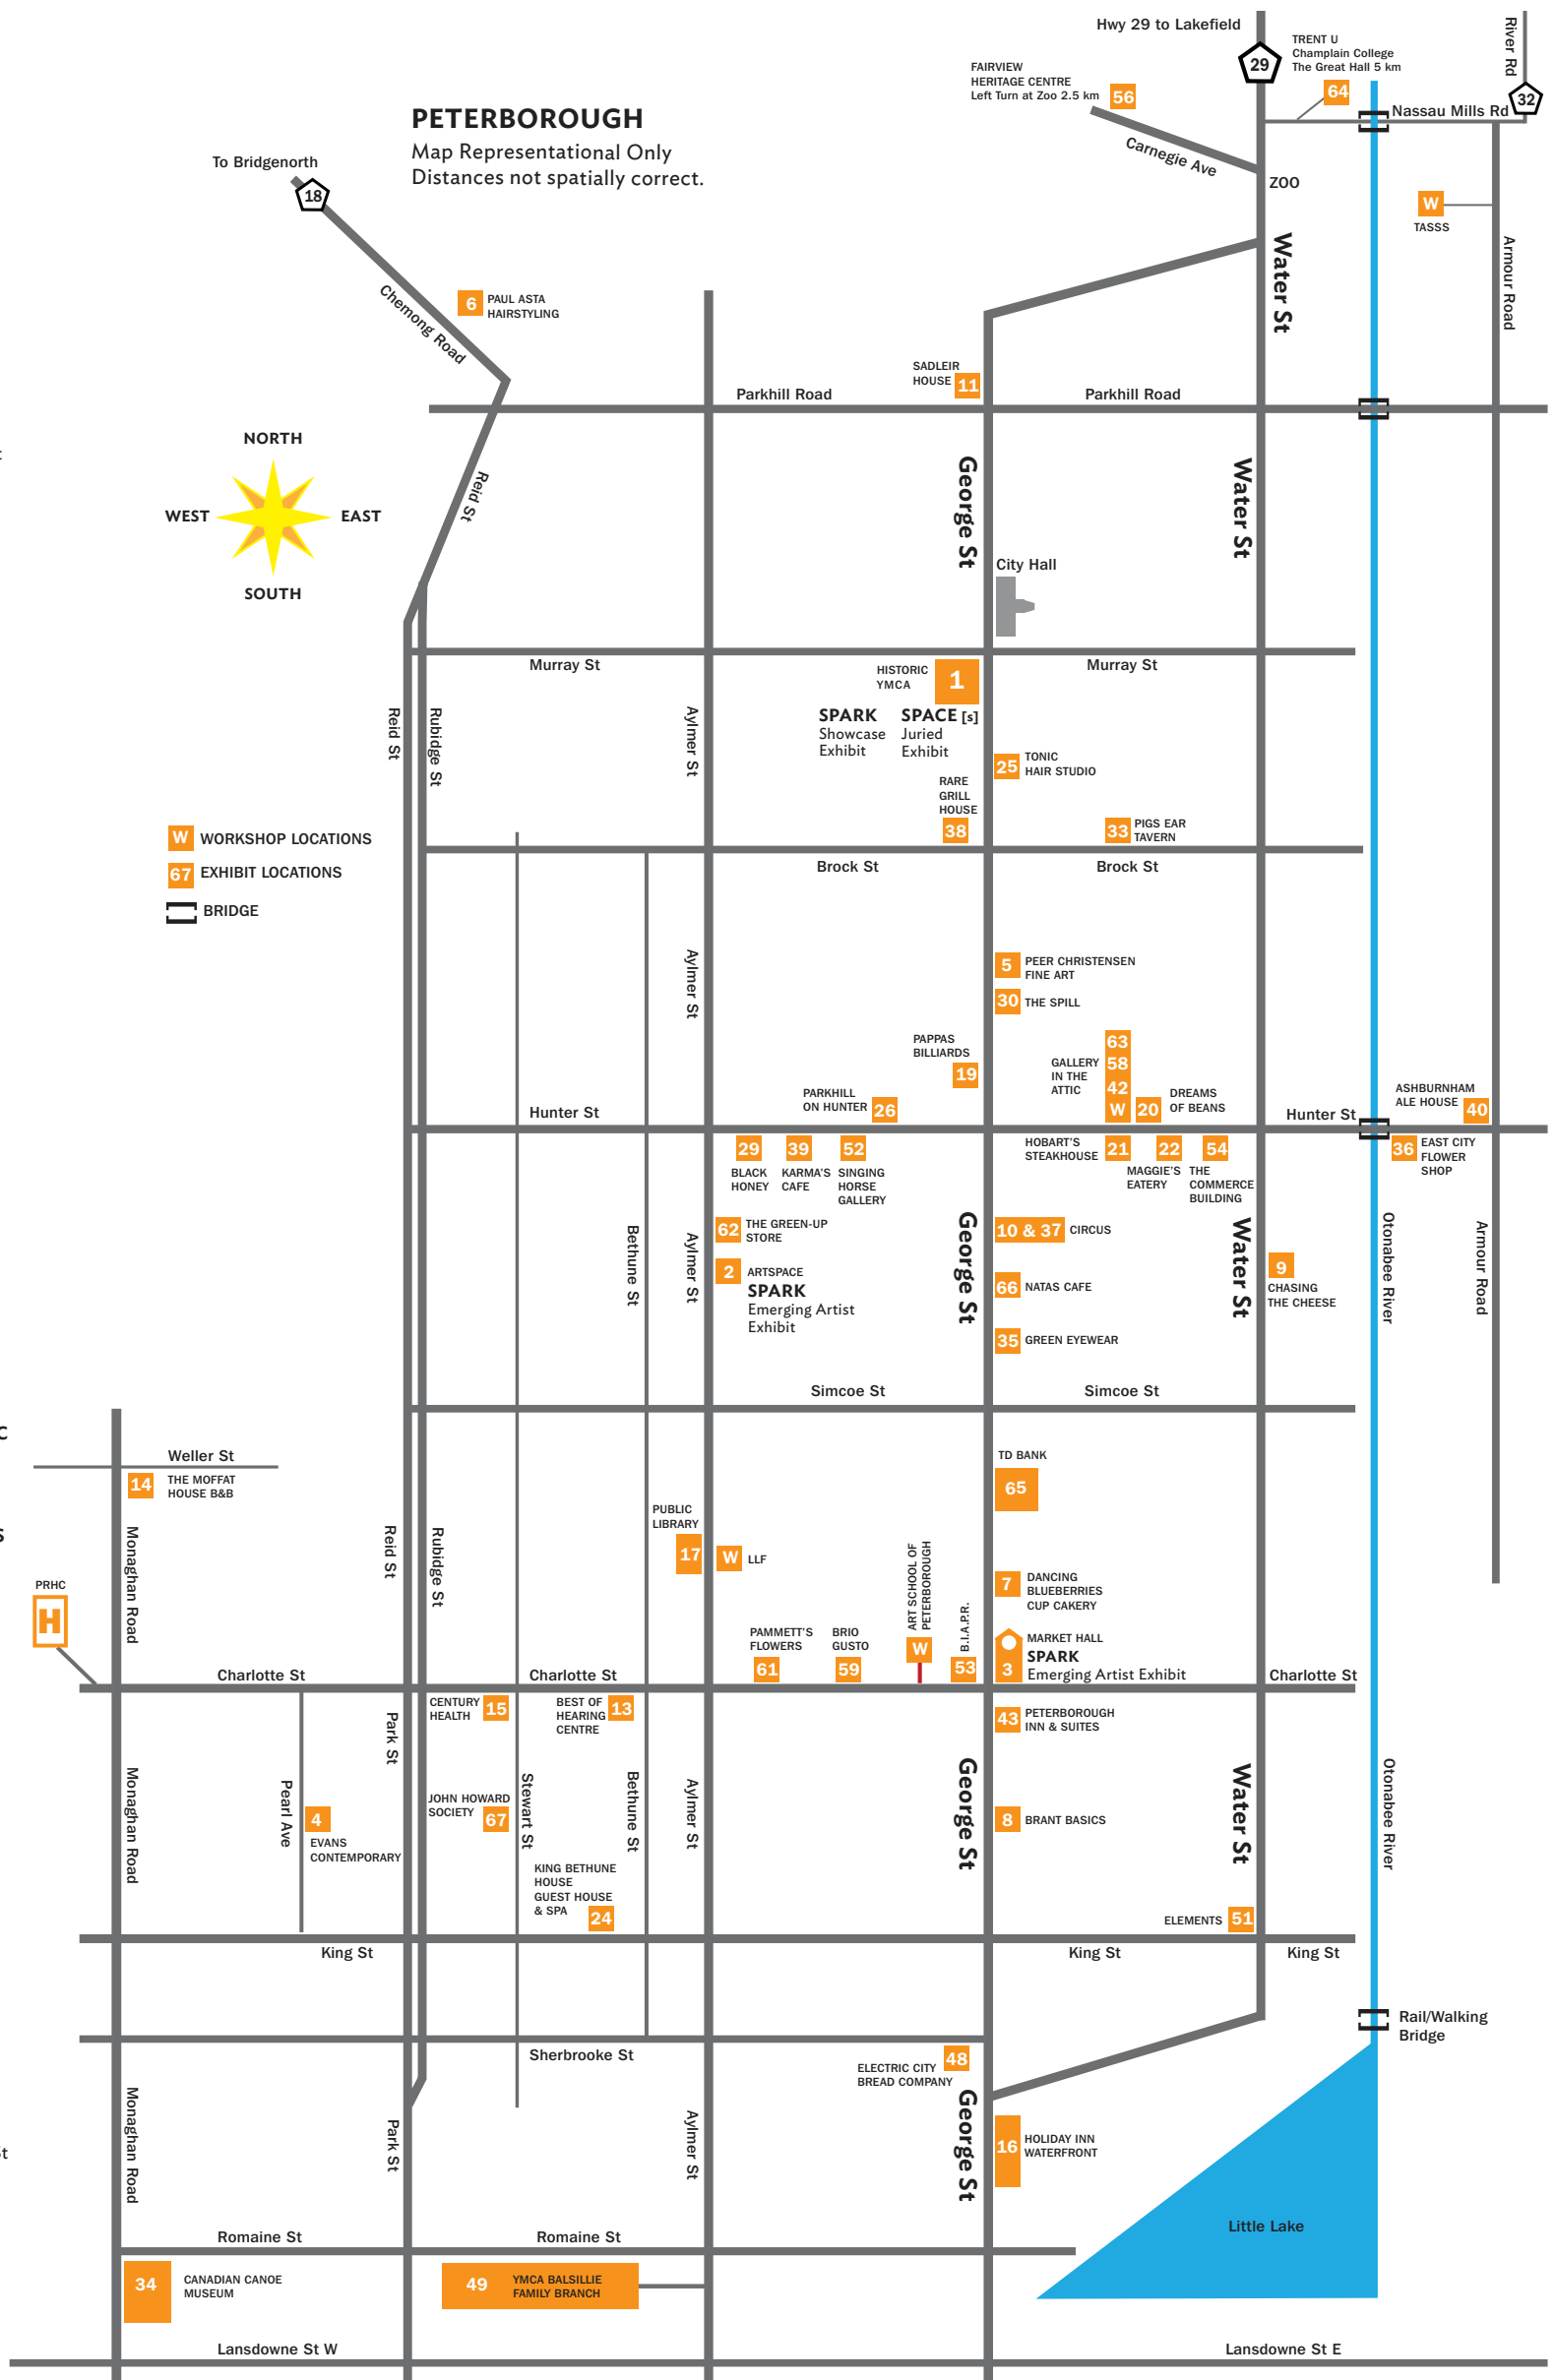 Hwy 29 to Lakefield
29
TRENT U
Champlain College
The Great Hall 5 km
64
River Rd
32
Nassau Mills Rd
FAIRVIEW
HERITAGE CENTRE
Left Turn at Zoo 2.5 km
56
Carnegie Ave
ZOO
PETERBOROUGH
Map Representational Only
Distances not spatially correct.
To Bridgenorth
18
Chemong Road
6
PAUL ASTA
HAIRSTYLING
W
TASSS
Water St
Armour Road
SADLEIR
HOUSE
11
Parkhill Road
Parkhill Road
NORTH
WEST
EAST
SOUTH
Reid St
George St
Water St
City Hall
Murray St
Murray St
HISTORIC
YMCA
1
SPARK
Showcase
Exhibit
SPACE [s]
Juried
Exhibit
Reid St
Rubidge St
Aylmer St
25
TONIC
HAIR STUDIO
RARE
GRILL
HOUSE
38
33
PIGS EAR
TAVERN
W WORKSHOP LOCATIONS
67 EXHIBIT LOCATIONS
BRIDGE
Brock St
Brock St
Aylmer St
5
PEER CHRISTENSEN
FINE ART
30 THE SPILL
PAPPAS
BILLIARDS
19
GALLERY
IN THE
ATTIC
63
58
42
W
20
DREAMS
OF BEANS
PARKHILL
ON HUNTER
26
ASHBURNHAM
ALE HOUSE
40
Hunter St
Hunter St
29
BLACK
HONEY
39
KARMA'S
CAFE
52
SINGING
HORSE
GALLERY
HOBART'S
STEAKHOUSE
21
22
MAGGIE'S
EATERY
54
THE
COMMERCE
BUILDING
36
EAST CITY
FLOWER
SHOP
62
THE GREEN-UP
STORE
2
ARTSPACE
SPARK
Emerging Artist
Exhibit
Bethune St
Aylmer St
George St
10 & 37 CIRCUS
66 NATAS CAFE
35 GREEN EYEWEAR
Water St
9
CHASING
THE CHEESE
Otonabee River
Armour Road
Simcoe St
Simcoe St
C
Weller St
14
THE MOFFAT
HOUSE B&B
TD BANK
65
S
PUBLIC
LIBRARY
17
W LLF
Monaghan Road
Reid St
Rubidge St
PRHC
H
ART SCHOOL OF
PETERBOROUGH
W
B.I.A.P.R.
53
7
DANCING
BLUEBERRIES
CUP CAKERY
PAMMETT'S
FLOWERS
61
BRIO
GUSTO
59
3
MARKET HALL
SPARK
Emerging Artist Exhibit
Charlotte St
Charlotte St
Charlotte St
CENTURY
HEALTH
15
BEST OF
HEARING
CENTRE
13
43
PETERBOROUGH
INN & SUITES
Park St
Monaghan Road
Pearl Ave
4
EVANS
CONTEMPORARY
JOHN HOWARD
SOCIETY
67
Stewart St
Bethune St
Aylmer St
George St
8 BRANT BASICS
Water St
Otonabee River
KING BETHUNE
HOUSE
GUEST HOUSE
& SPA
24
ELEMENTS 51
King St
King St
King St
Rail/Walking
Bridge
Sherbrooke St
ELECTRIC CITY
BREAD COMPANY
48
Monaghan Road
Park St
Aylmer St
George St
16
HOLIDAY INN
WATERFRONT
St
Little Lake
Romaine St
Romaine St
34
CANADIAN CANOE
MUSEUM
49
YMCA BALSILLIE
FAMILY BRANCH
Lansdowne St W
Lansdowne St E